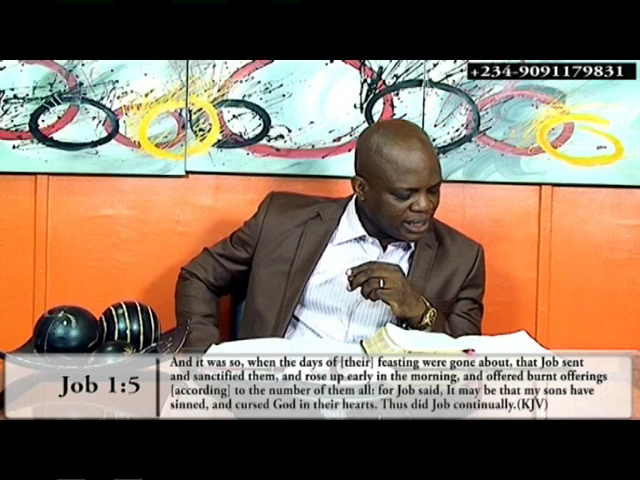 +234-9091179831
Job 1:5
And it was so, when the days of [their] feasting were gone about, that Job sent
and sanctified them, and rose up early in the morning, and offered burnt offerings
[according] to the number of them all: for Job said, It may be that my sons have
sinned, and cursed God in their hearts. Thus did Job continually.(KJV)